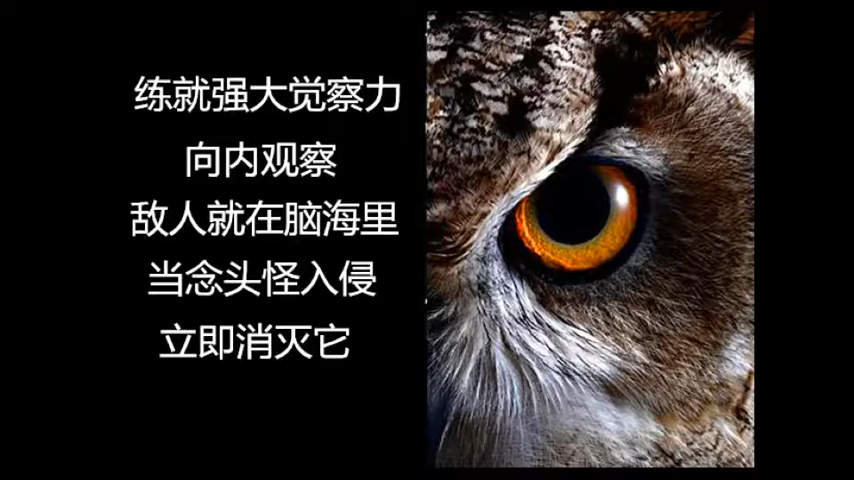 练就强大觉察力
向内观察
敌人就在脑海里
当念头怪入侵
立即消灭它